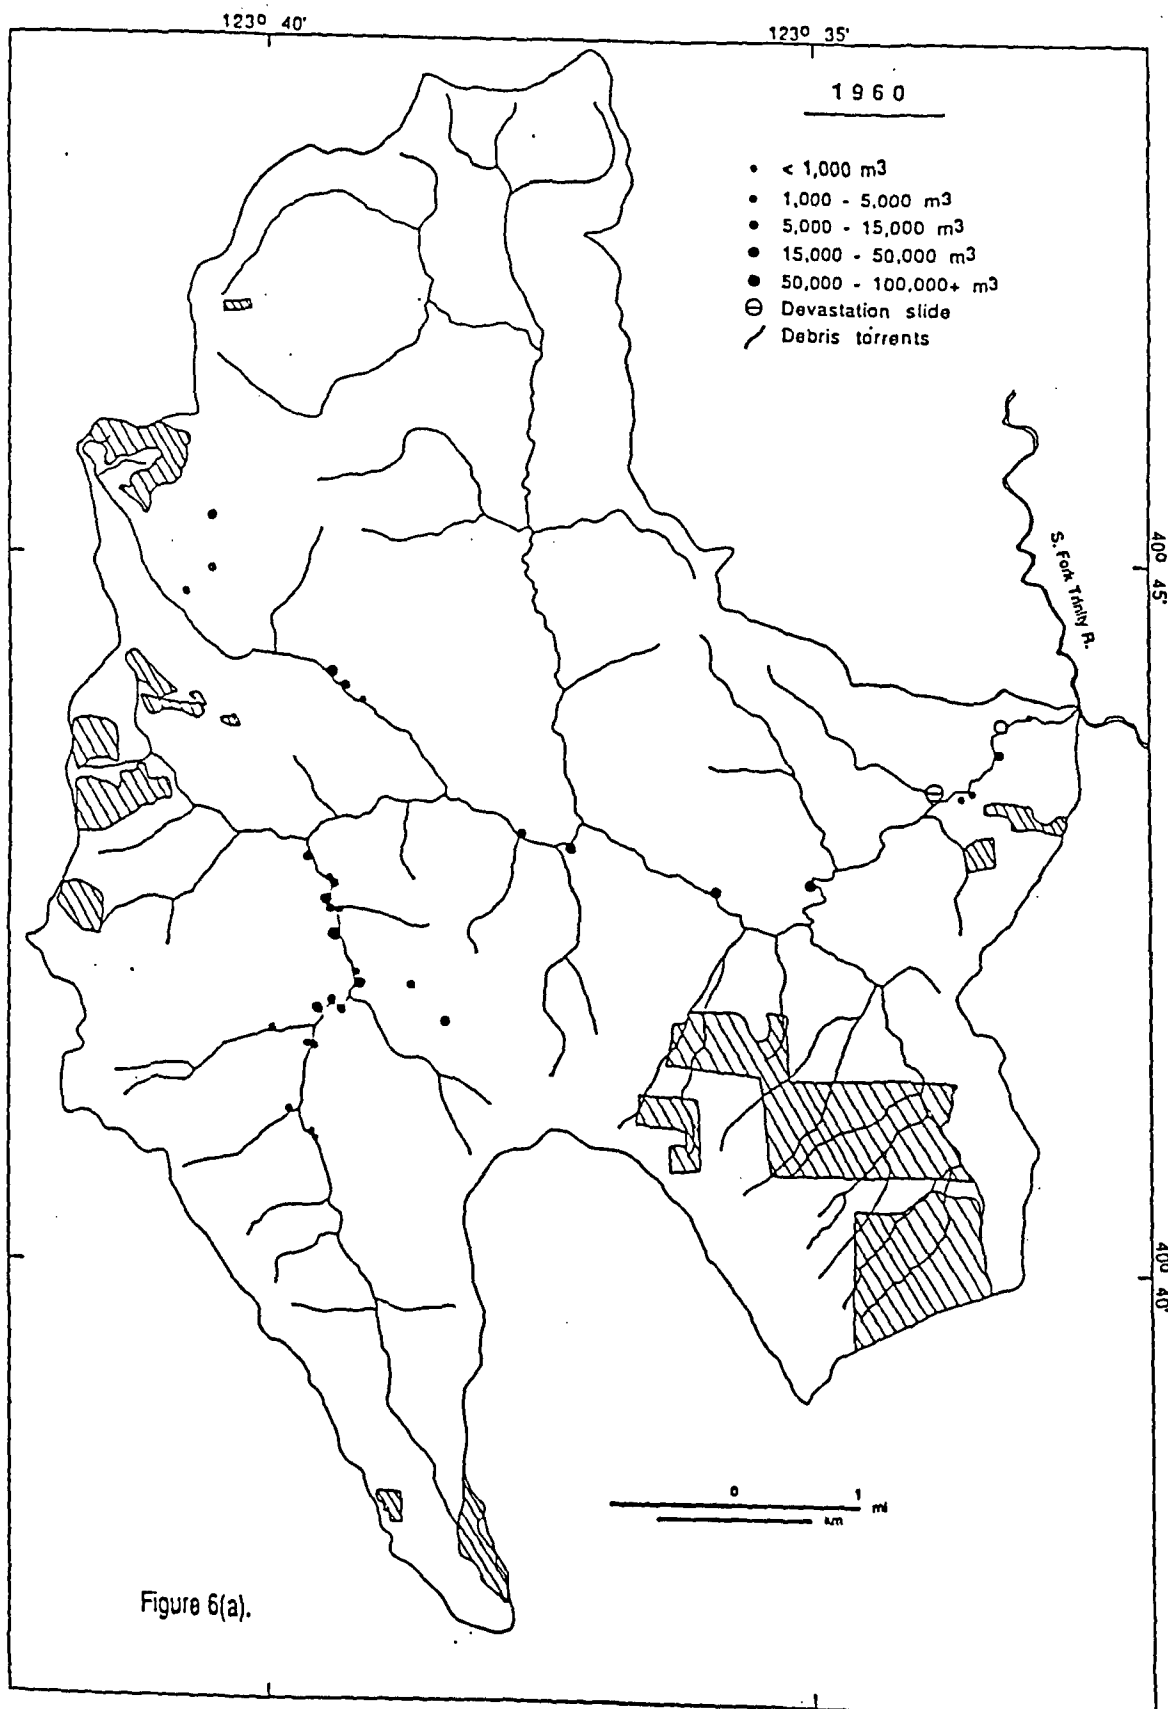 123° 40'
123° 35'
1960
< 1,000 m3
1,000 - 5,000 m3
5,000 - 15,000 m3
15,000 - 50,000 m3
50,000 - 100,000+ m3
Devastation slide
Debris torrents
S. Fork Trinity R.
40° 45'
40° 40'
0 1 mi
km
Figure 6(a).